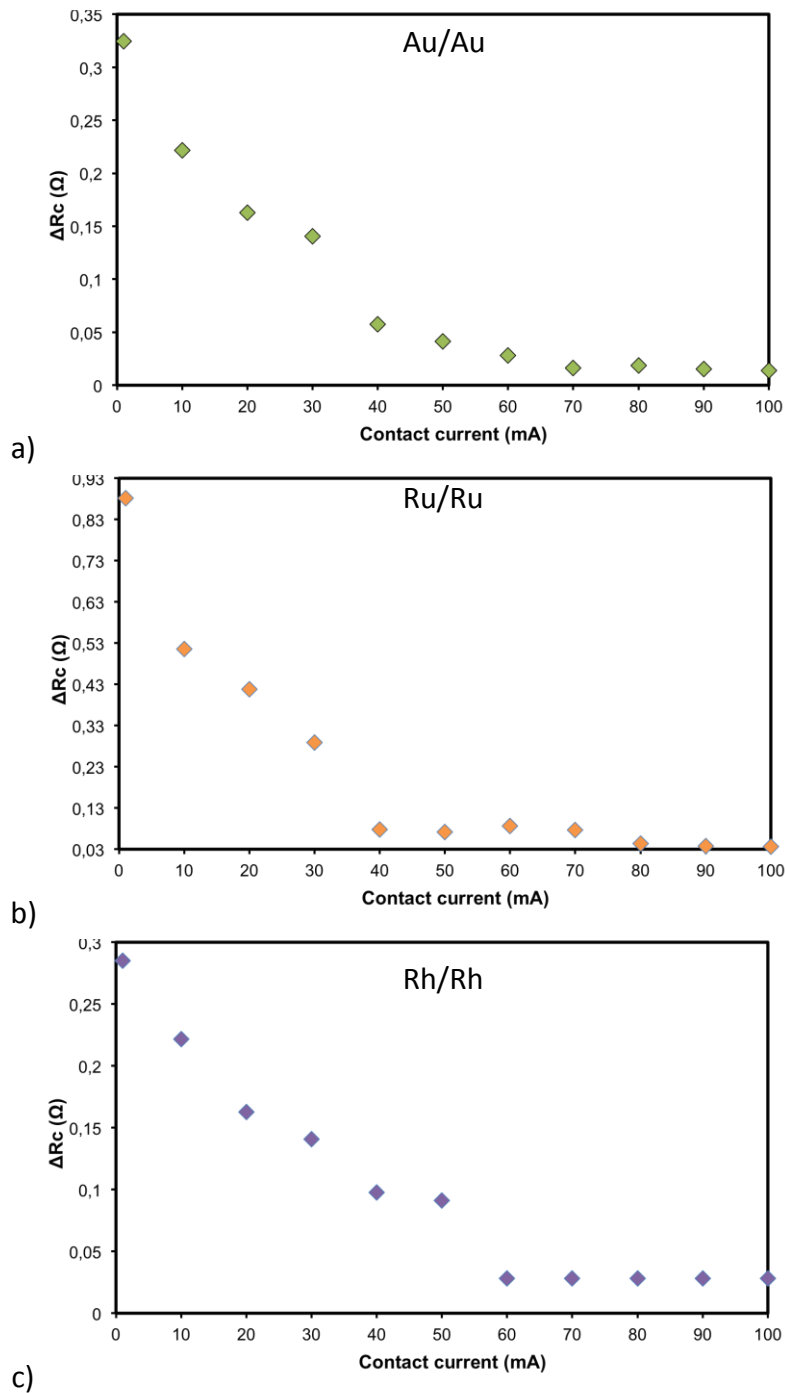 0,35
Au/Au
0,3
0,25
0,2
0,15
0,1
0,05
0
ΔRc (Ω)
0 10 20 30 40 50 60 70 80 90 100
Contact current (mA)
a)
0,93
Ru/Ru
0,83
0,73
0,63
0,53
0,43
0,33
0,23
0,13
0,03
ΔRc (Ω)
0 10 20 30 40 50 60 70 80 90 100
Contact current (mA)
b)
0,3
Rh/Rh
0,25
0,2
0,15
0,1
0,05
0
ΔRc (Ω)
0 10 20 30 40 50 60 70 80 90 100
Contact current (mA)
c)